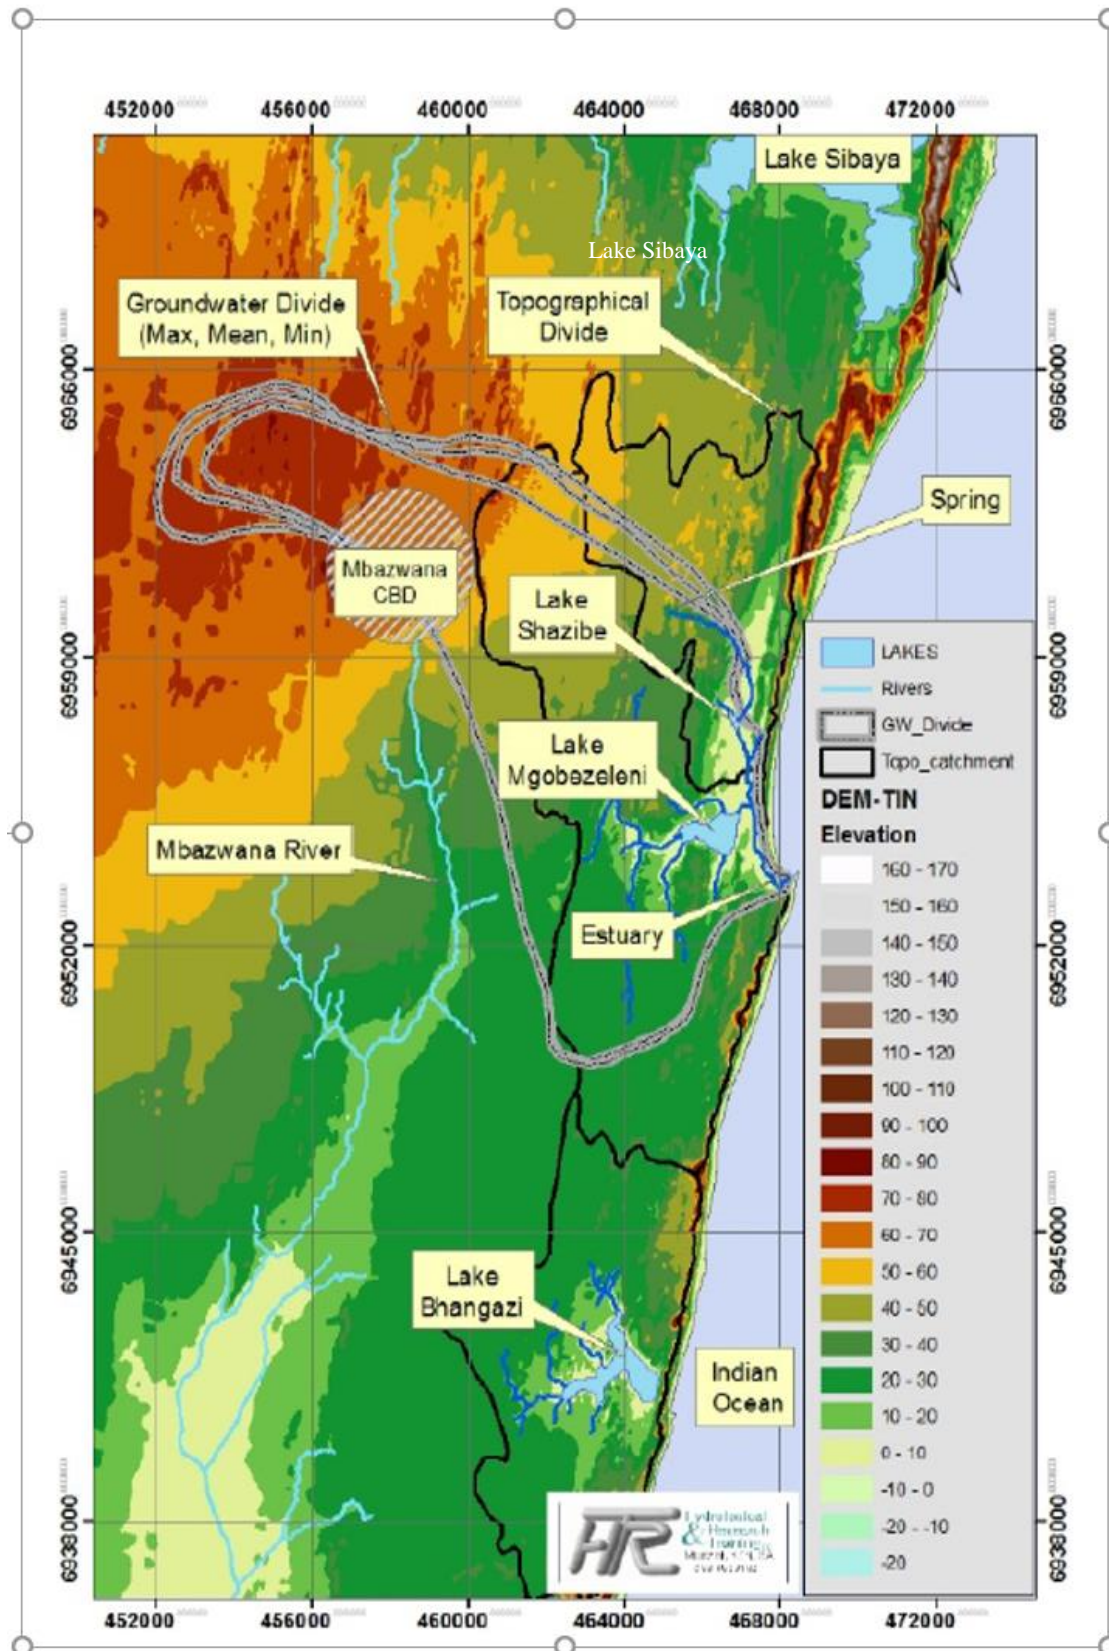 452000
456000
460000
464000
468000
472000
Lake Sibaya
Lake Sibaya
Groundwater Divide
(Max, Mean, Min)
Topographical
Divide
6966000
6966000
Spring
Mbazwana
CBD
Lake
Shazibe
6959000
6959000
Lake
Mgobezeleni
Mbazwana River
Estuary
6952000
6952000
LAKES
Rivers
GW_Divide
Topo_catchment
DEM-TIN
Elevation
160 - 170
150 - 160
140 - 150
130 - 140
120 - 130
110 - 120
100 - 110
90 - 100
80 - 90
70 - 80
60 - 70
50 - 60
40 - 50
30 - 40
20 - 30
10 - 20
0 - 10
-10 - 0
-20 - -10
-20
6945000
6945000
Lake
Bhangazi
Indian
Ocean
6938000
6938000
HRT
Hydrological
& Research
Training
452000
456000
460000
464000
468000
472000